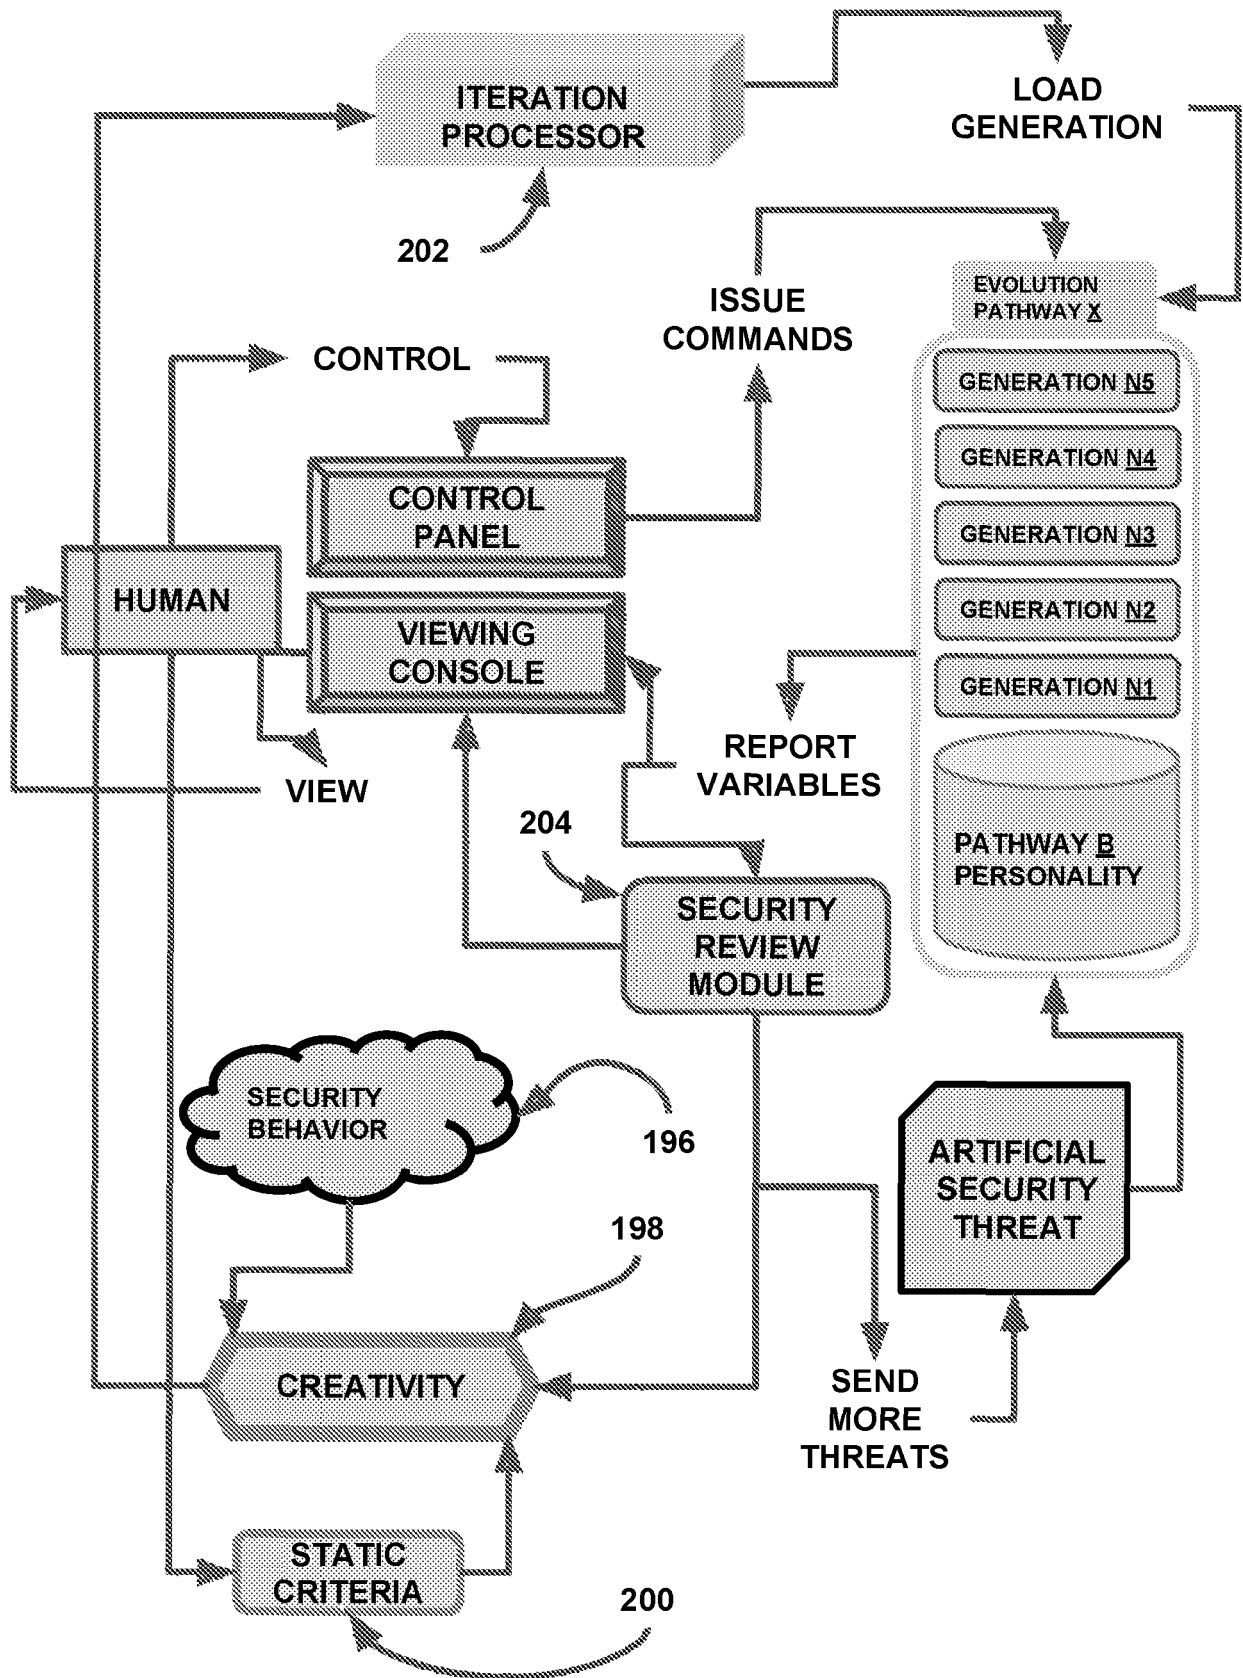 ITERATION
PROCESSOR
LOAD
GENERATION
202
ISSUE
COMMANDS
EVOLUTION
PATHWAY X
CONTROL
GENERATION N5
GENERATION N4
CONTROL
PANEL
GENERATION N3
HUMAN
GENERATION N2
VIEWING
CONSOLE
GENERATION N1
REPORT
VARIABLES
VIEW
204
PATHWAY B
PERSONALITY
SECURITY
REVIEW
MODULE
SECURITY
BEHAVIOR
196
ARTIFICIAL
SECURITY
THREAT
198
CREATIVITY
SEND
MORE
THREATS
STATIC
CRITERIA
200